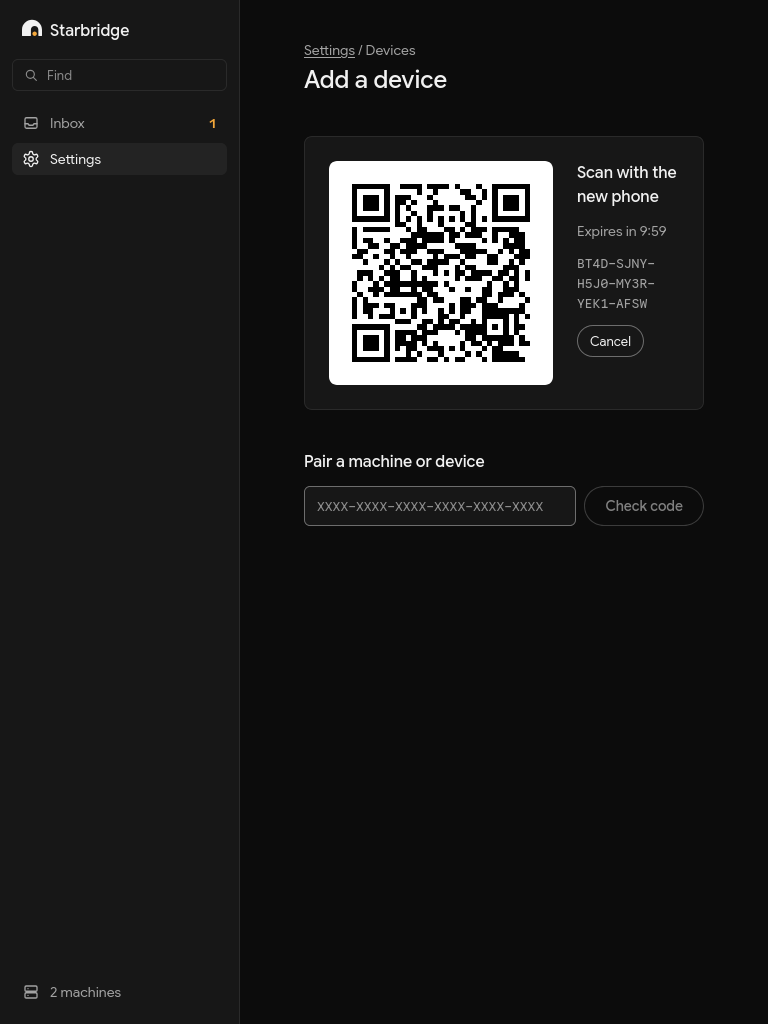 Starbridge
Find
Inbox 1
Settings
2 machines
Settings / Devices
Add a device
Scan with the
new phone
Expires in 9:59
BT4D-SJNY-
H5J0-MY3R-
YEK1-AFSW
Cancel
Pair a machine or device
XXXX-XXXX-XXXX-XXXX-XXXX-XXXX
Check code